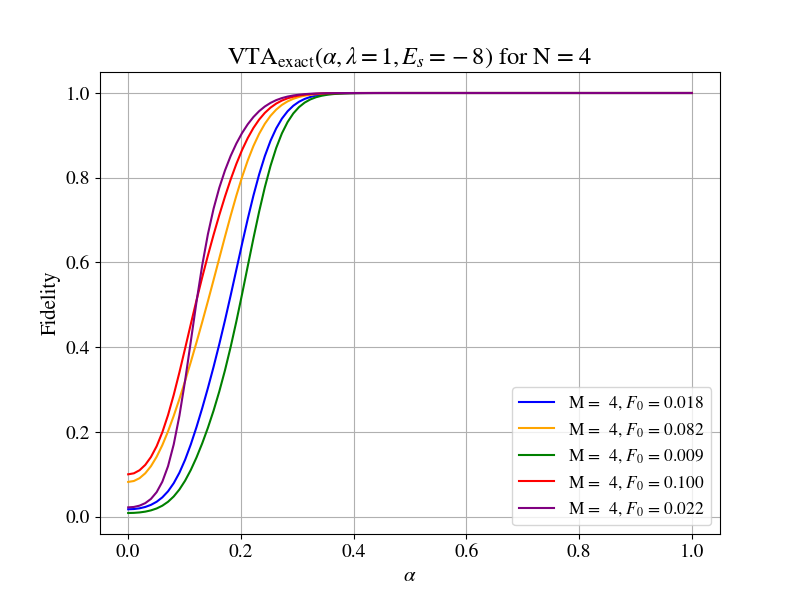 VTA_exact(α, λ = 1, E_s = −8) for N = 4
Fidelity
1.0
0.8
0.6
0.4
0.2
0.0
0.0 0.2 0.4 0.6 0.8 1.0
α
M = 4, F_0 = 0.018
M = 4, F_0 = 0.082
M = 4, F_0 = 0.009
M = 4, F_0 = 0.100
M = 4, F_0 = 0.022